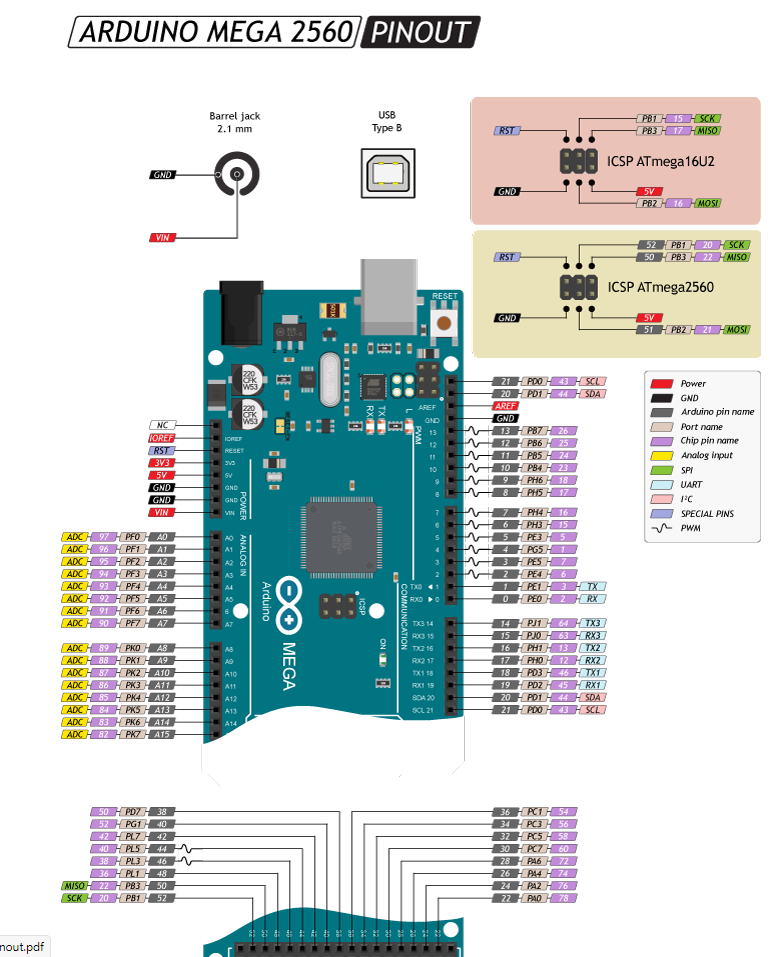 ARDUINO MEGA 2560 PINOUT
Barrel jack
2.1 mm
USB
Type B
GND
VIN
PB1 15 SCK
RST PB3 17 MISO
ICSP ATmega16U2
GND 5V
PB2 16 MOSI
52 PB1 20 SCK
RST 50 PB3 22 MISO
ICSP ATmega2560
GND 5V
51 PB2 21 MOSI
RESET
Power
GND
Arduino pin name
Port name
Chip pin name
Analog input
SPI
UART
I²C
SPECIAL PINS
PWM
220
CFK
W53
220
CFK
W53
RX
TX
L
NC
IOREF IOREF
RST RESET
3V3 3V3
5V 5V
GND GND
GND GND
VIN VIN
POWER
ADC 97 PF0 A0 A0
ADC 96 PF1 A1 A1
ADC 95 PF2 A2 A2
ADC 94 PF3 A3 A3
ADC 93 PF4 A4 A4
ADC 92 PF5 A5 A5
ADC 91 PF6 A6 6
ADC 90 PF7 A7 A7
ANALOG IN
ADC 89 PK0 A8 A8
ADC 88 PK1 A9 A9
ADC 87 PK2 A10 A10
ADC 86 PK3 A11 A11
ADC 85 PK4 A12 A12
ADC 84 PK5 A13 A13
ADC 83 PK6 A14 A14
ADC 82 PK7 A15
Arduino
MEGA
ICSP
ON
21 PD0 43 SCL
20 PD1 44 SDA
AREF AREF
GND GND
13 13 PB7 26
12 12 PB6 25
11 11 PB5 24
10 10 PB4 23
9 9 PH6 18
8 8 PH5 17
PWM
7 7 PH4 16
6 6 PH3 15
5 5 PE3 5
4 4 PG5 1
3 3 PE5 7
2 2 PE4 6
TX0 1 1 PE1 3 TX
RX0 0 0 PE0 2 RX
COMMUNICATION
TX3 14 14 PJ1 64 TX3
RX3 15 15 PJ0 63 RX3
TX2 16 16 PH1 13 TX2
RX2 17 17 PH0 12 RX2
TX1 18 18 PD3 46 TX1
RX1 19 19 PD2 45 RX1
SDA 20 20 PD1 44 SDA
SCL 21 21 PD0 43 SCL
50 PD7 38
52 PG1 40
42 PL7 42
40 PL5 44
38 PL3 46
36 PL1 48
MISO 22 PB3 50
SCK 20 PB1 52
36 PC1 54
34 PC3 56
32 PC5 58
30 PC7 60
28 PA6 72
26 PA4 74
24 PA2 76
22 PA0 78
nout.pdf